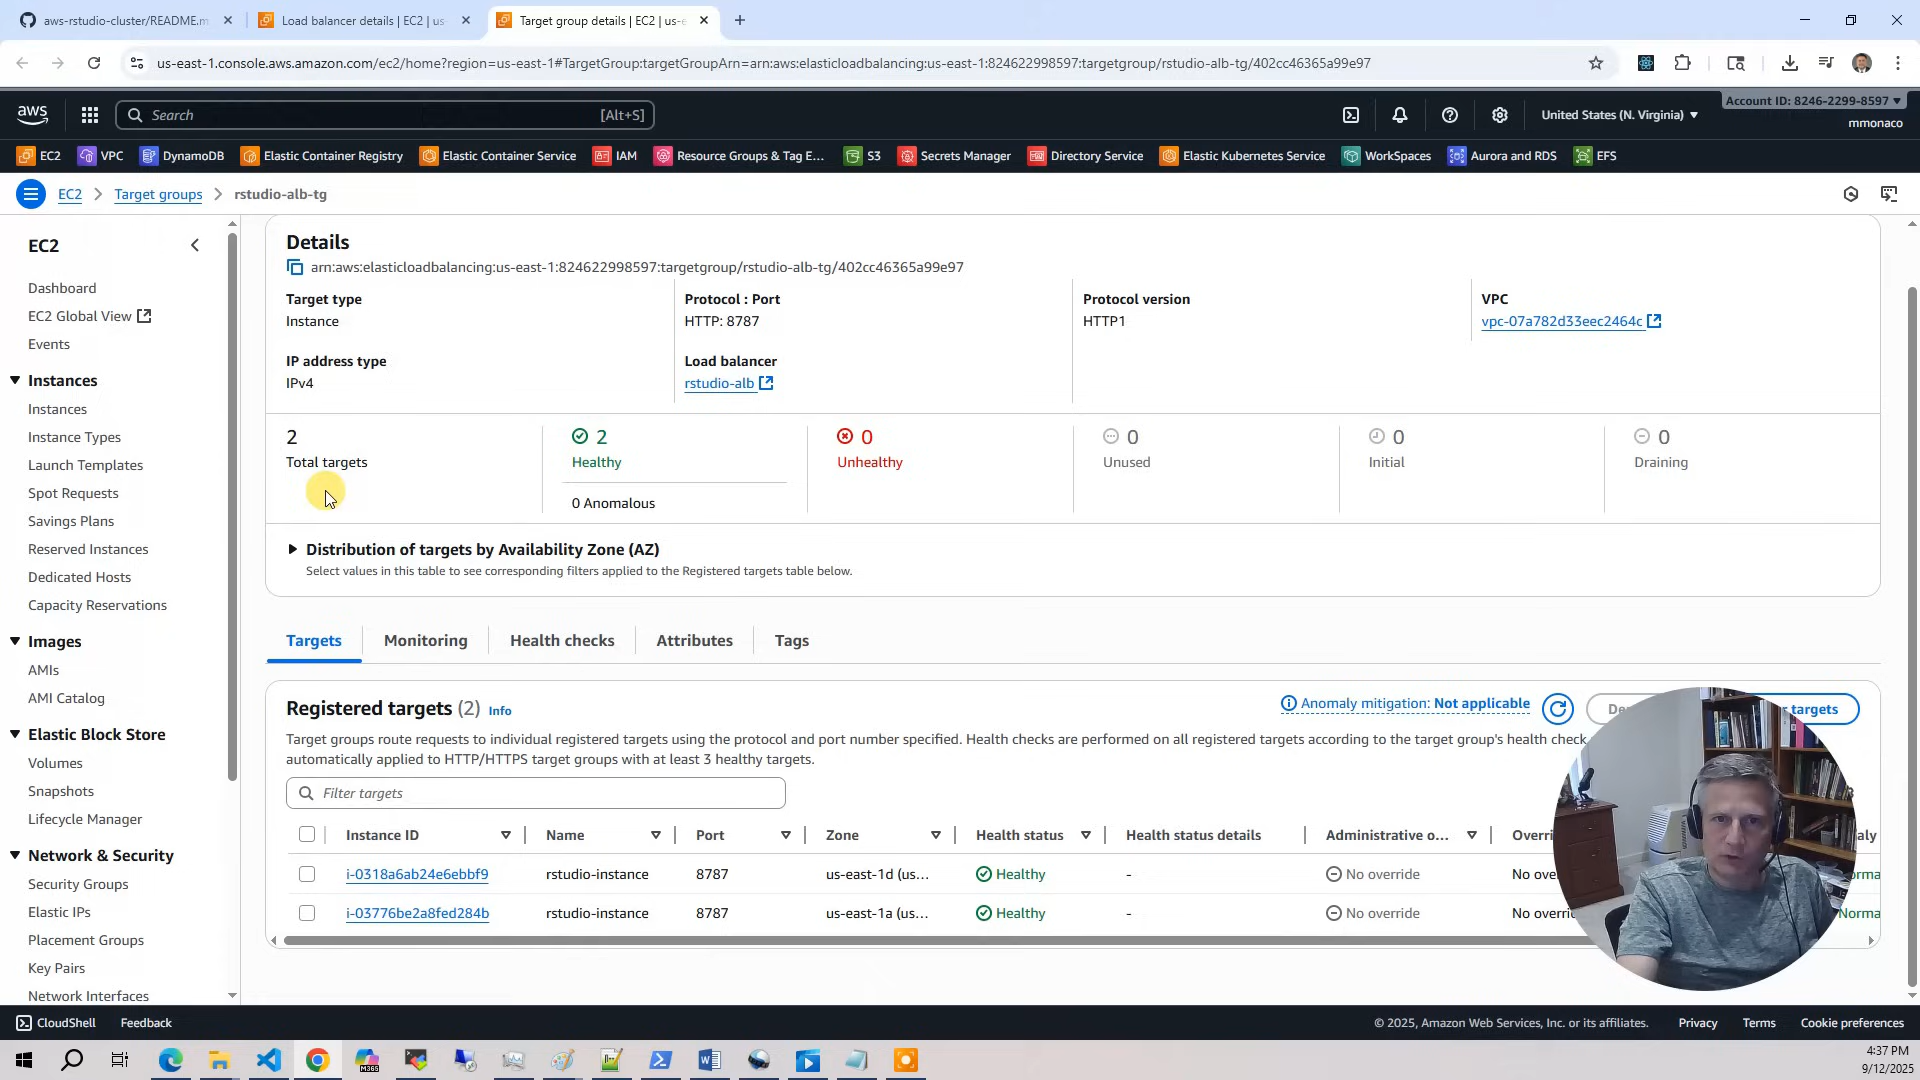 aws-rstudio-cluster/README.m
Load balancer details | EC2 | us-
Target group details | EC2 | us-e
us-east-1.console.aws.amazon.com/ec2/home?region=us-east-1#TargetGroup:targetGroupArn=arn:aws:elasticloadbalancing:us-east-1:824622998597:targetgroup/rstudio-alb-tg/402cc46365a99e97
aws
Search
[Alt+S]
United States (N. Virginia)
Account ID: 8246-2299-8597
mmonaco
EC2
VPC
DynamoDB
Elastic Container Registry
Elastic Container Service
IAM
Resource Groups & Tag E...
S3
Secrets Manager
Directory Service
Elastic Kubernetes Service
WorkSpaces
Aurora and RDS
EFS
EC2 > Target groups > rstudio-alb-tg
EC2
Dashboard
EC2 Global View
Events
Instances
Instances
Instance Types
Launch Templates
Spot Requests
Savings Plans
Reserved Instances
Dedicated Hosts
Capacity Reservations
Images
AMIs
AMI Catalog
Elastic Block Store
Volumes
Snapshots
Lifecycle Manager
Network & Security
Security Groups
Elastic IPs
Placement Groups
Key Pairs
Network Interfaces
Details
arn:aws:elasticloadbalancing:us-east-1:824622998597:targetgroup/rstudio-alb-tg/402cc46365a99e97
Target type
Instance
Protocol : Port
HTTP: 8787
Protocol version
HTTP1
VPC
vpc-07a782d33eec2464c
IP address type
IPv4
Load balancer
rstudio-alb
2
Total targets
2
Healthy
0 Anomalous
0
Unhealthy
0
Unused
0
Initial
0
Draining
Distribution of targets by Availability Zone (AZ)
Select values in this table to see corresponding filters applied to the Registered targets table below.
Targets
Monitoring
Health checks
Attributes
Tags
Registered targets (2) Info
Anomaly mitigation: Not applicable
De
targets
Target groups route requests to individual registered targets using the protocol and port number specified. Health checks are performed on all registered targets according to the target group's health check
automatically applied to HTTP/HTTPS target groups with at least 3 healthy targets.
Filter targets
Instance ID Name Port Zone Health status Health status details Administrative o... Overri aly
i-0318a6ab24e6ebbf9 rstudio-instance 8787 us-east-1d (us... Healthy - No override No over orma
i-03776be2a8fed284b rstudio-instance 8787 us-east-1a (us... Healthy - No override No overri Norma
CloudShell
Feedback
© 2025, Amazon Web Services, Inc. or its affiliates.
Privacy
Terms
Cookie preferences
M365
4:37 PM
9/12/2025